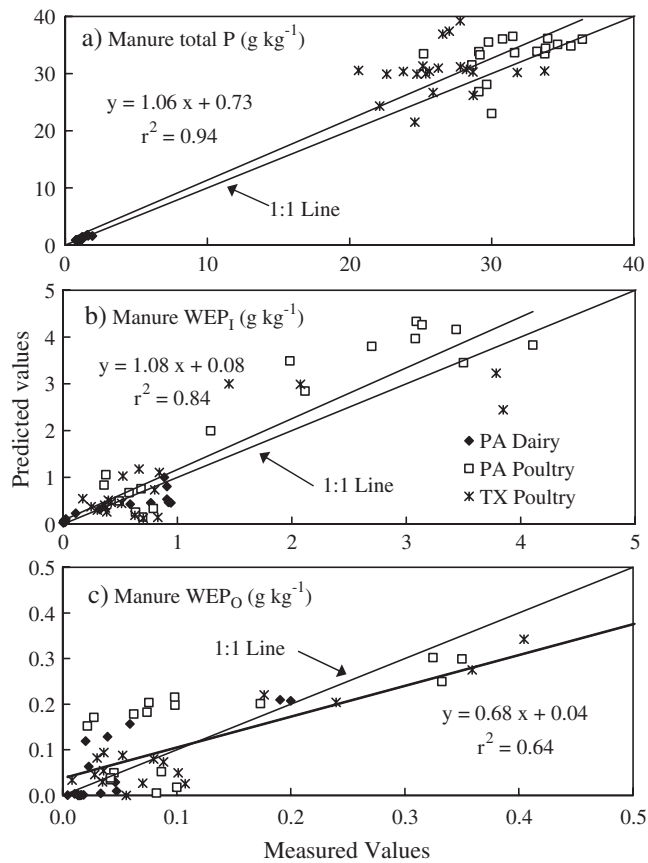 a) Manure total P (g kg⁻¹)
40
30
20
10
0
y = 1.06 x + 0.73
r² = 0.94
1:1 Line
0 10 20 30 40
Predicted values
b) Manure WEP_I (g kg⁻¹)
5
4
3
2
1
0
y = 1.08 x + 0.08
r² = 0.84
1:1 Line
PA Dairy
PA Poultry
TX Poultry
0 1 2 3 4 5
c) Manure WEP_O (g kg⁻¹)
0.5
0.4
0.3
0.2
0.1
0.0
1:1 Line
y = 0.68 x + 0.04
r² = 0.64
0.0 0.1 0.2 0.3 0.4 0.5
Measured Values